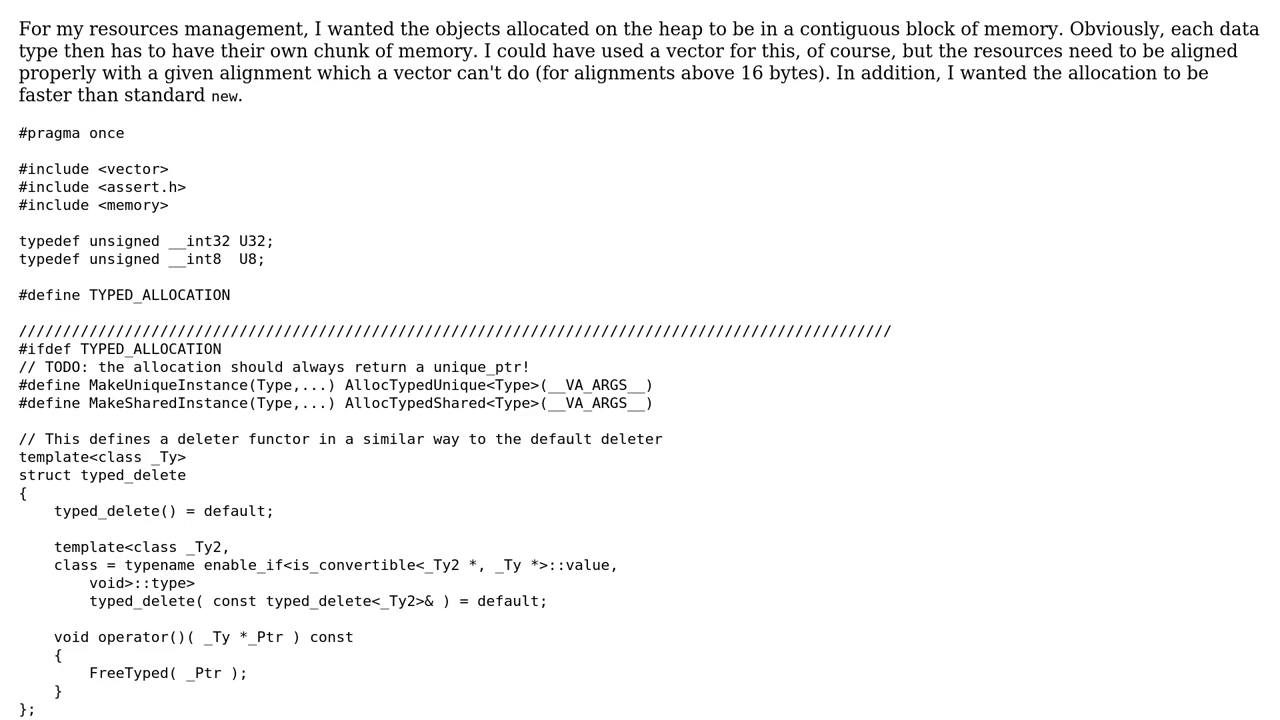 For my resources management, I wanted the objects allocated on the heap to be in a contiguous block of memory. Obviously, each data
type then has to have their own chunk of memory. I could have used a vector for this, of course, but the resources need to be aligned
properly with a given alignment which a vector can't do (for alignments above 16 bytes). In addition, I wanted the allocation to be
faster than standard new.
#pragma once
#include <vector>
#include <assert.h>
#include <memory>
typedef unsigned __int32 U32;
typedef unsigned __int8  U8;
#define TYPED_ALLOCATION
///////////////////////////////////////////////////////////////////////////////////////////////////
#ifdef TYPED_ALLOCATION
// TODO: the allocation should always return a unique_ptr!
#define MakeUniqueInstance(Type,...) AllocTypedUnique<Type>(__VA_ARGS__)
#define MakeSharedInstance(Type,...) AllocTypedShared<Type>(__VA_ARGS__)
// This defines a deleter functor in a similar way to the default deleter
template<class _Ty>
struct typed_delete
{
    typed_delete() = default;
    template<class _Ty2,
    class = typename enable_if<is_convertible<_Ty2 *, _Ty *>::value,
        void>::type>
        typed_delete( const typed_delete<_Ty2>& ) = default;
    void operator()( _Ty *_Ptr ) const
    {
        FreeTyped( _Ptr );
    }
};